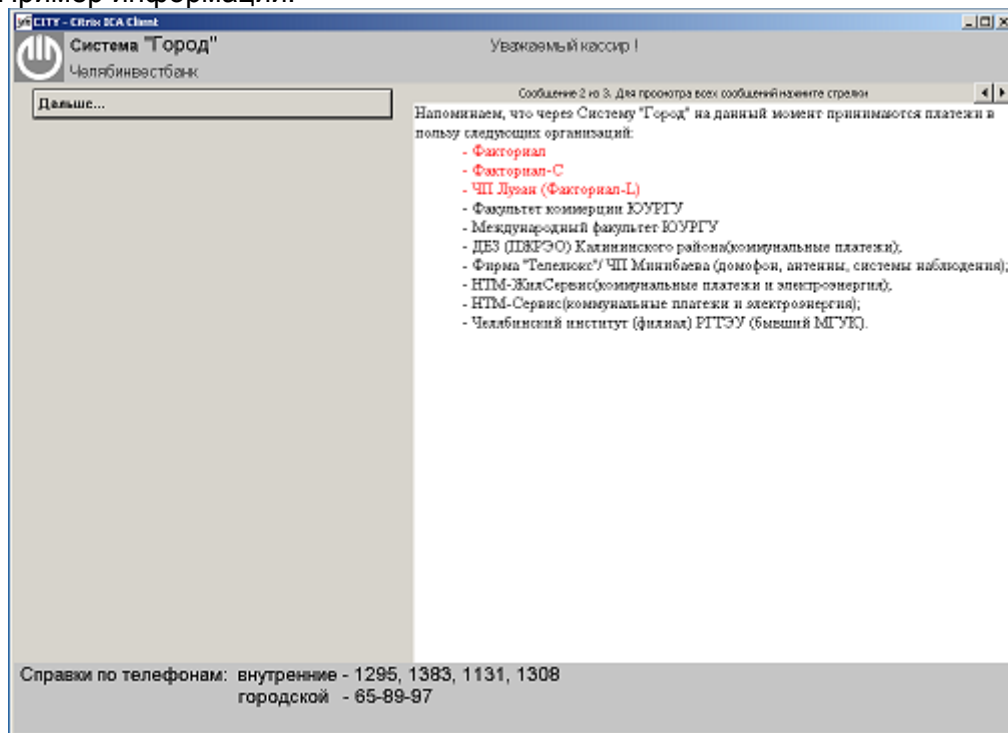 Пример информации:
CITY - Citrix ICA Client
Система "Город"
Челябинвестбанк
Уважаемый кассир !
Дальше...
Сообщение 2 из 3. Для просмотра всех сообщений нажмите стрелки
Напоминаем, что через Систему "Город" на данный момент принимаются платежи в
пользу следующих организаций:
- Факториал
- Факториал-С
- ЧП Лузан (Факториал-L)
- Факультет коммерции ЮУРГУ
- Международный факультет ЮУРГУ
- ДЕЗ (ПЖРЭО) Калининского района(коммунальные платежи);
- Фирма "Телелюкс"/ ЧП Минибаева (домофон, антенны, системы наблюдения);
- НТМ-ЖилСервис(коммунальные платежи и электроэнергия);
- НТМ-Сервис(коммунальные платежи и электроэнергия);
- Челябинский институт (филиал) РГТЭУ (бывший МГУК).
Справки по телефонам: внутренние - 1295, 1383, 1131, 1308
городской - 65-89-97